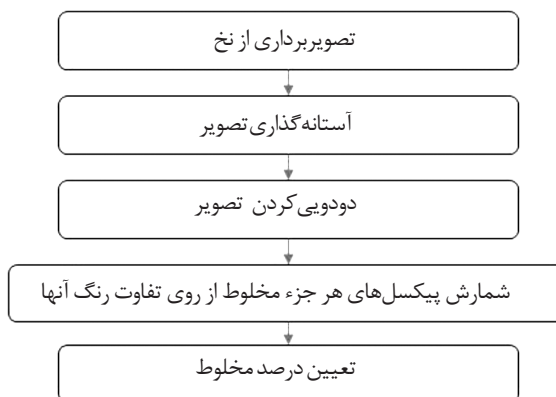 تصویربرداری از نخ
آستانه‌گذاری تصویر
دودویی‌کردن تصویر
شمارش پیکسل‌های هر جزء مخلوط از روی تفاوت رنگ آنها
تعیین درصد مخلوط